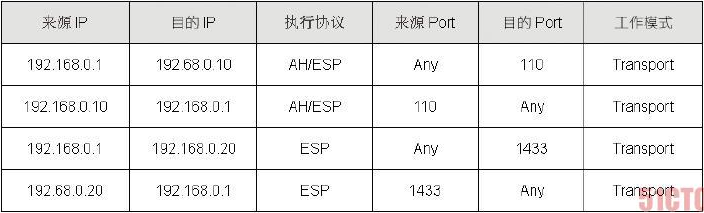 来源 IP 目的 IP 执行协议 来源 Port 目的 Port 工作模式
192.168.0.1 192.68.0.10 AH/ESP Any 110 Transport
192.168.0.10 192.168.0.1 AH/ESP 110 Any Transport
192.168.0.1 192.168.0.20 ESP Any 1433 Transport
192.68.0.20 192.168.0.1 ESP 1433 Any Transport
51CTO